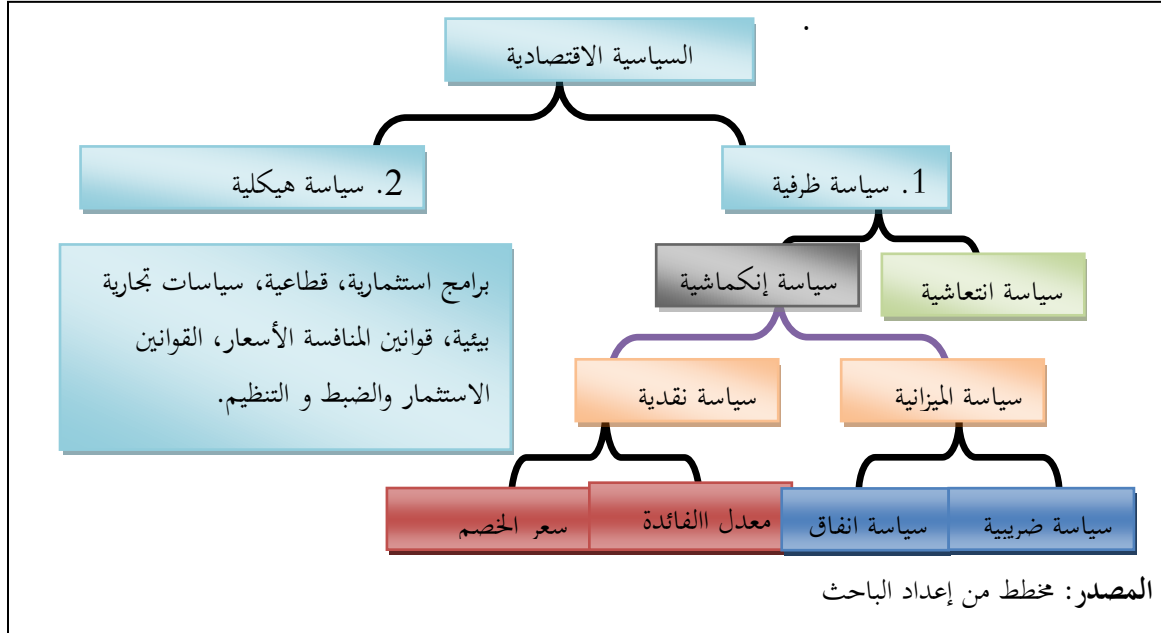 السياسية الاقتصادية
1. سياسة ظرفية
2. سياسة هيكلية
سياسة انتعاشية
سياسة إنكماشية
برامج استثمارية، قطاعية، سياسات تجارية
بيئية، قوانين المنافسة الأسعار، القوانين
الاستثمار والضبط و التنظيم.
سياسة الميزانية
سياسة نقدية
سياسة ضريبية
سياسة انفاق
معدل االفائدة
سعر الخصم
المصدر: مخطط من إعداد الباحث